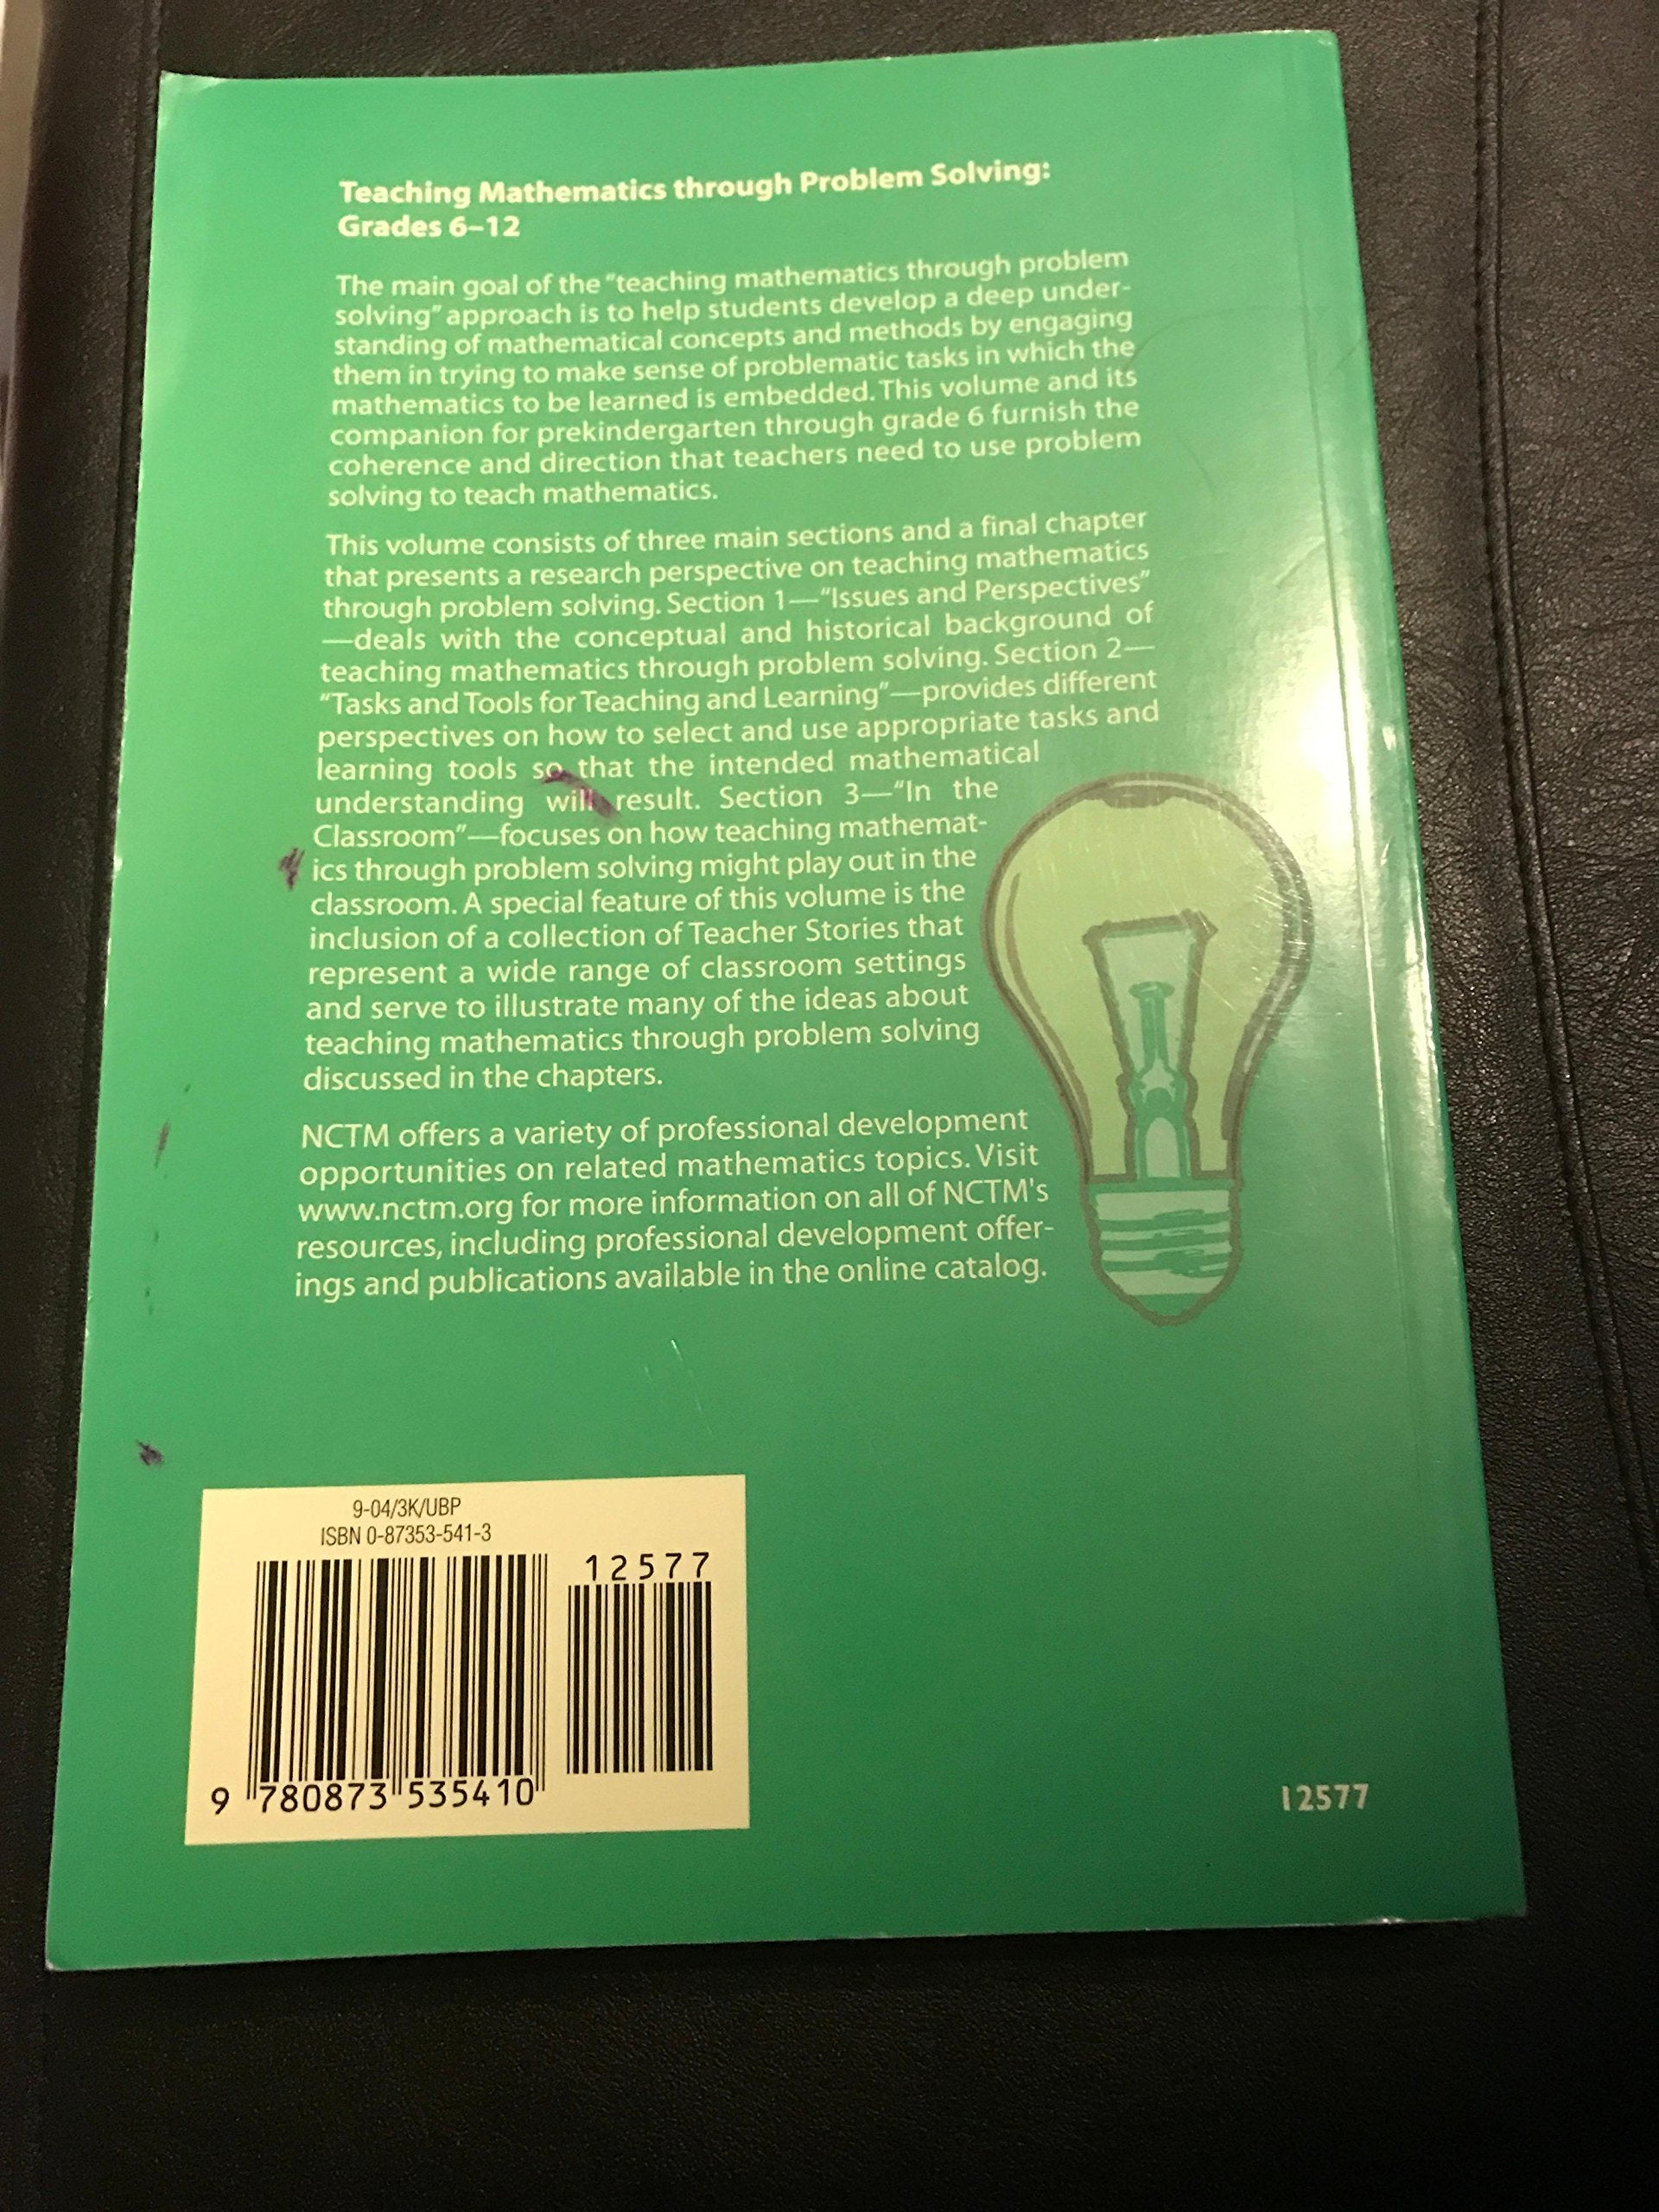 Teaching Mathematics through Problem Solving:
Grades 6–12
The main goal of the "teaching mathematics through problem
solving" approach is to help students develop a deep under-
standing of mathematical concepts and methods by engaging
them in trying to make sense of problematic tasks in which the
mathematics to be learned is embedded. This volume and its
companion for prekindergarten through grade 6 furnish the
coherence and direction that teachers need to use problem
solving to teach mathematics.
This volume consists of three main sections and a final chapter
that presents a research perspective on teaching mathematics
through problem solving. Section 1—"Issues and Perspectives"
—deals with the conceptual and historical background of
teaching mathematics through problem solving. Section 2—
"Tasks and Tools for Teaching and Learning"—provides different
perspectives on how to select and use appropriate tasks and
learning tools so that the intended mathematical
understanding will result. Section 3—"In the
Classroom"—focuses on how teaching mathemat-
ics through problem solving might play out in the
classroom. A special feature of this volume is the
inclusion of a collection of Teacher Stories that
represent a wide range of classroom settings
and serve to illustrate many of the ideas about
teaching mathematics through problem solving
discussed in the chapters.
NCTM offers a variety of professional development
opportunities on related mathematics topics. Visit
www.nctm.org for more information on all of NCTM's
resources, including professional development offer-
ings and publications available in the online catalog.
9-04/3K/UBP
ISBN 0-87353-541-3
12577
9 780873 535410
12577